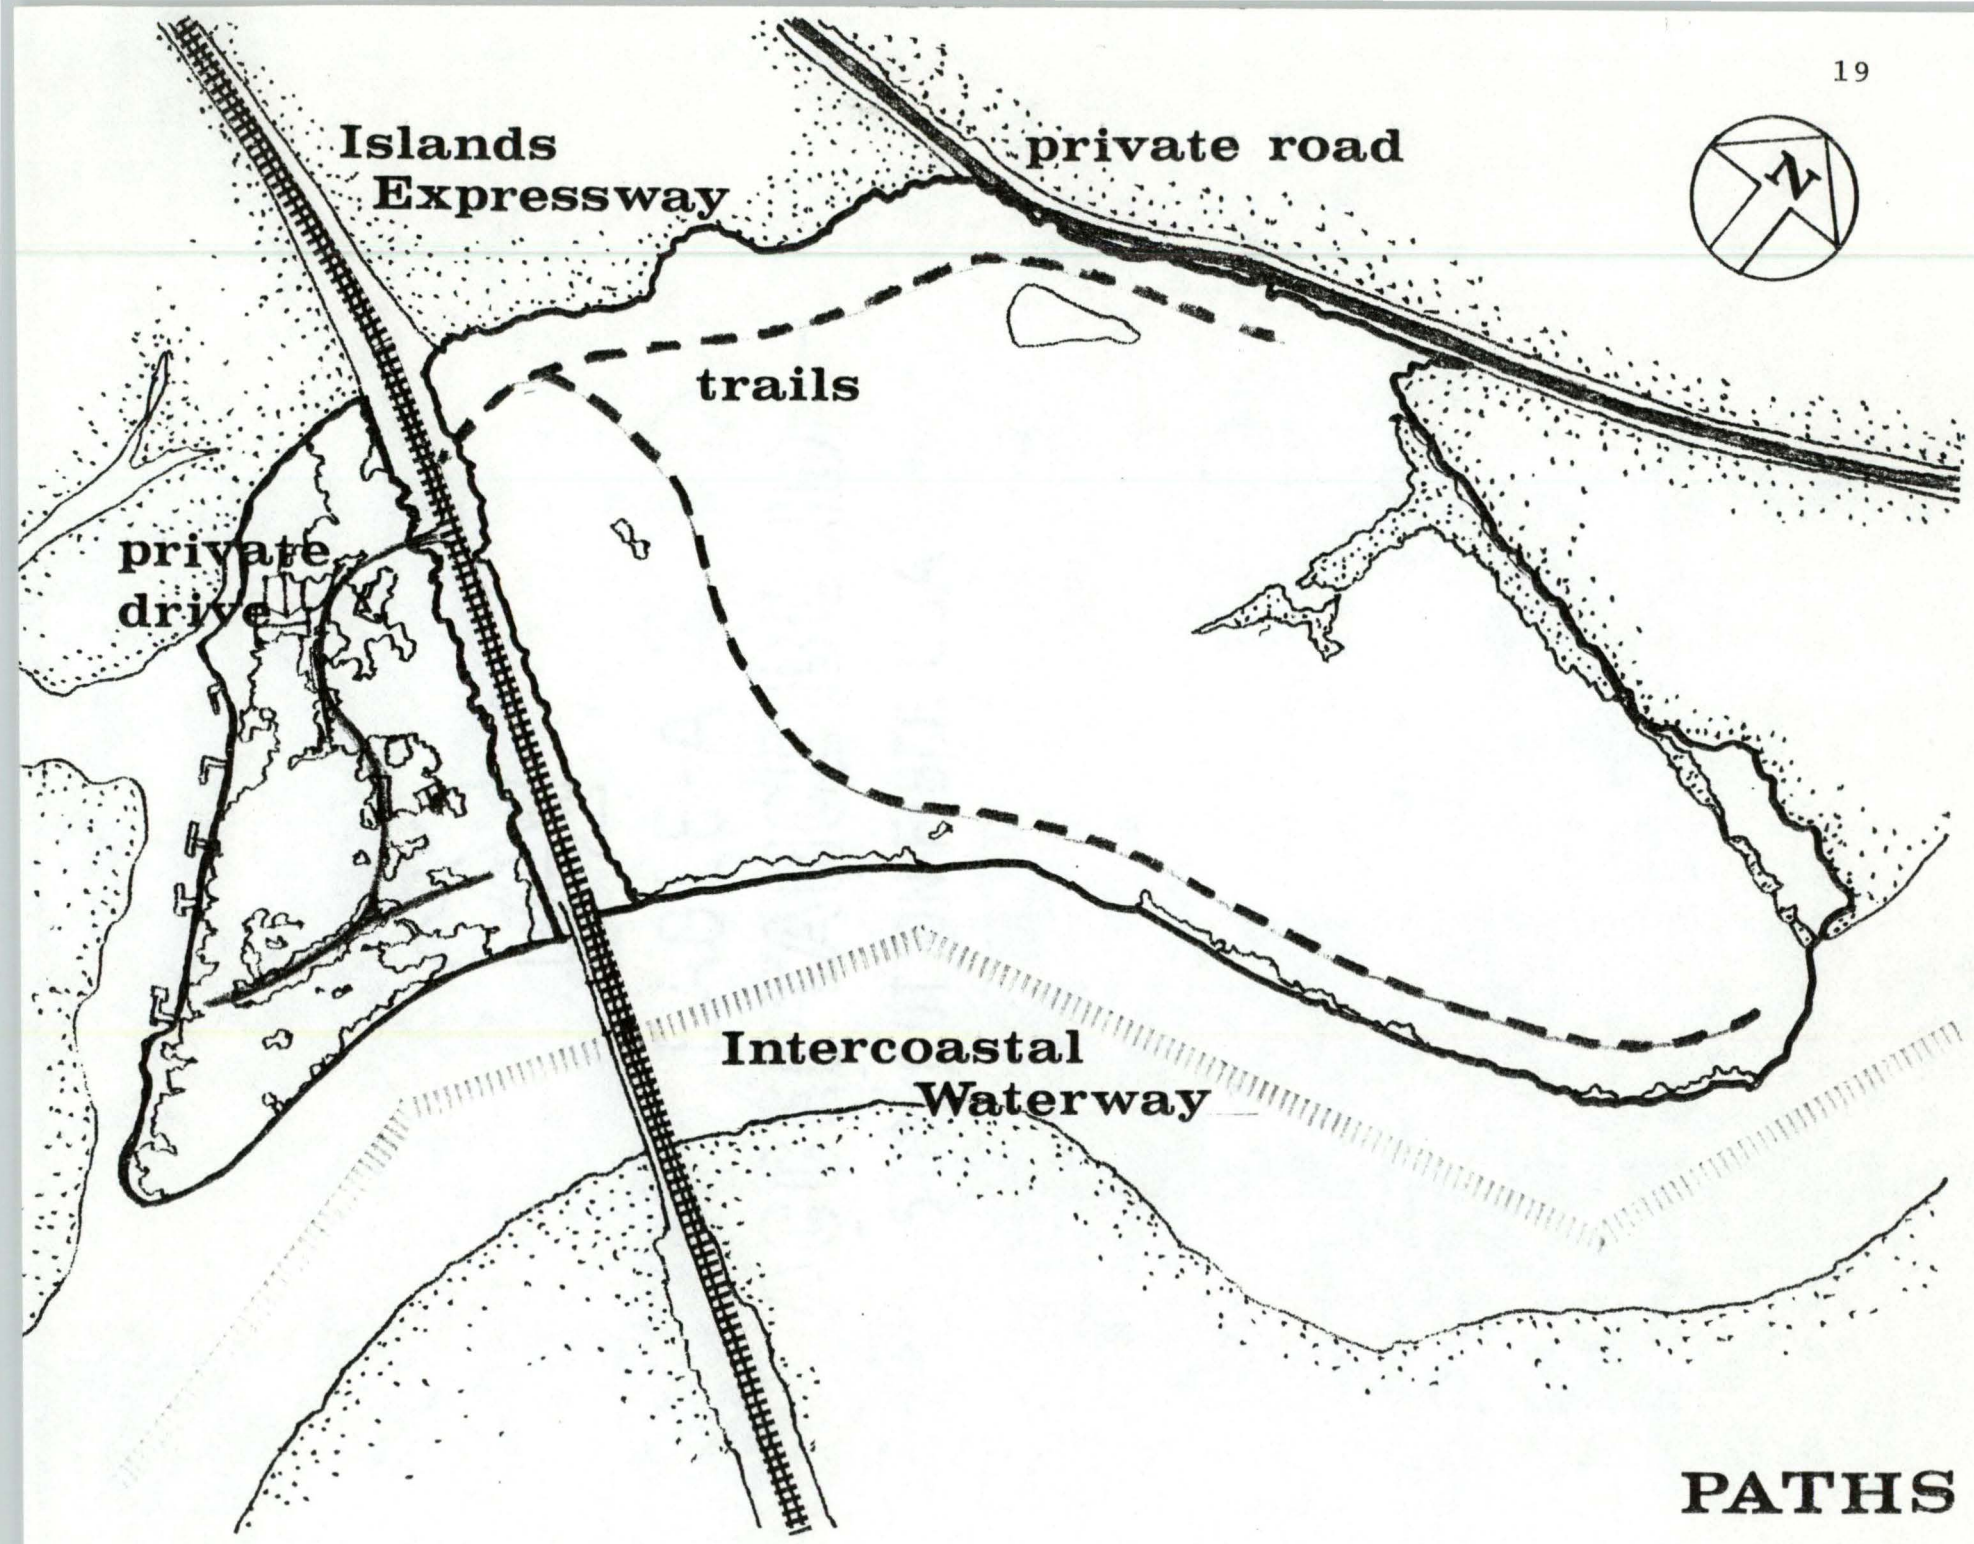 19
Islands
Expressway
private road
N
trails
private
drive
Intercoastal
Waterway
PATHS